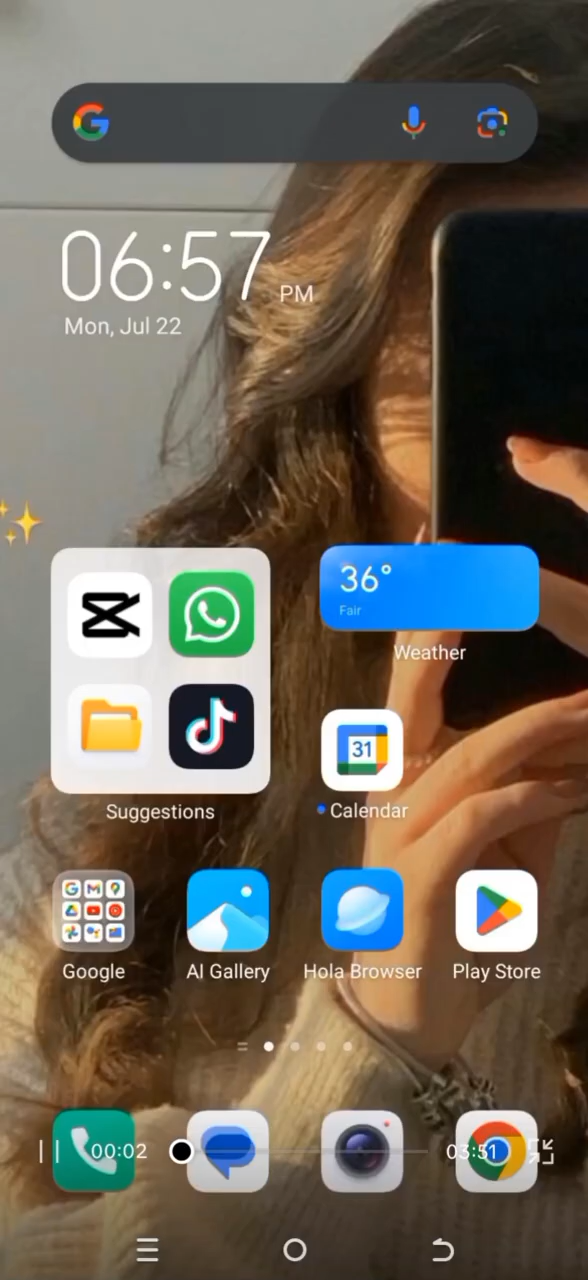 06:57 PM
Mon, Jul 22
36°
Fair
Weather
31
Suggestions
Calendar
Google
AI Gallery
Hola Browser
Play Store
00:02
03:51